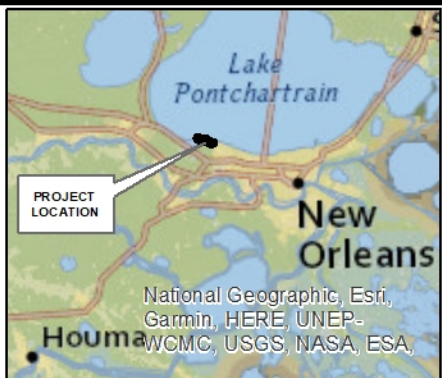 Lake
Pontchartrain
PROJECT
LOCATION
New
Orleans
National Geographic, Esri,
Garmin, HERE, UNEP-
WCMC, USGS, NASA, ESA,
Houma